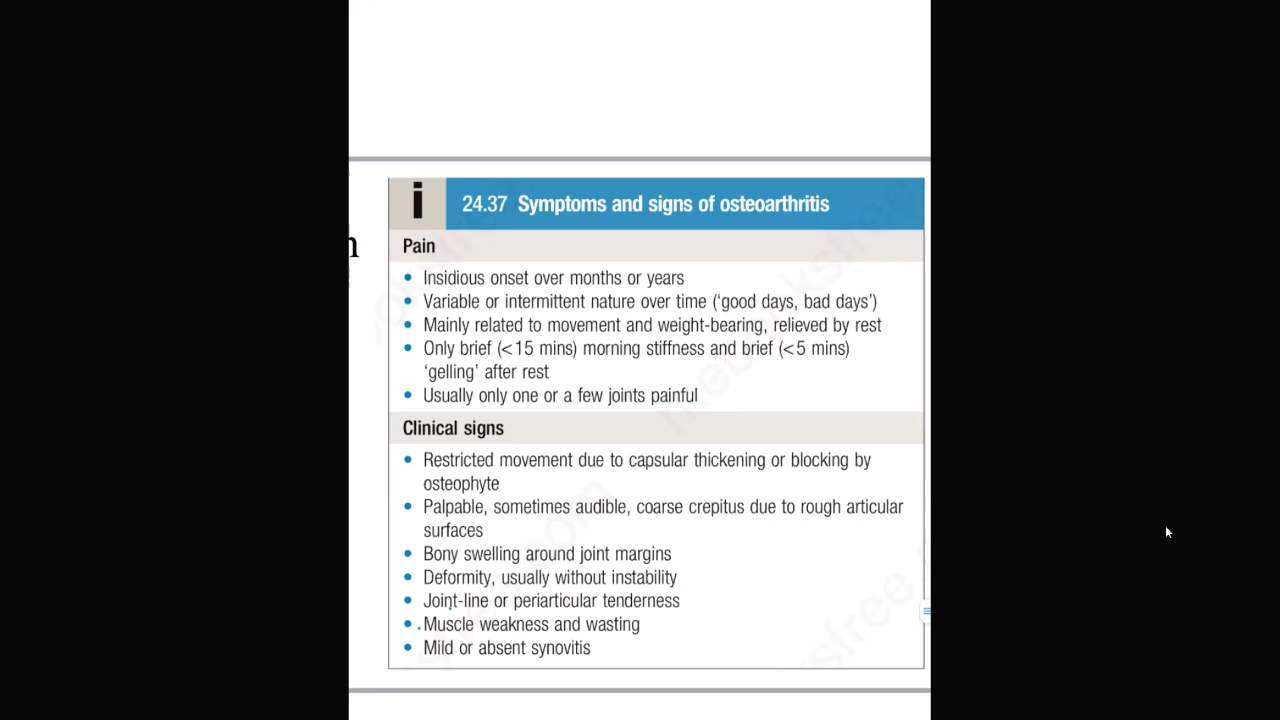 i
24.37 Symptoms and signs of osteoarthritis
Pain
• Insidious onset over months or years
• Variable or intermittent nature over time (‘good days, bad days’)
• Mainly related to movement and weight-bearing, relieved by rest
• Only brief (<15 mins) morning stiffness and brief (<5 mins)
‘gelling’ after rest
• Usually only one or a few joints painful
Clinical signs
• Restricted movement due to capsular thickening or blocking by
osteophyte
• Palpable, sometimes audible, coarse crepitus due to rough articular
surfaces
• Bony swelling around joint margins
• Deformity, usually without instability
• Joint-line or periarticular tenderness
• Muscle weakness and wasting
• Mild or absent synovitis